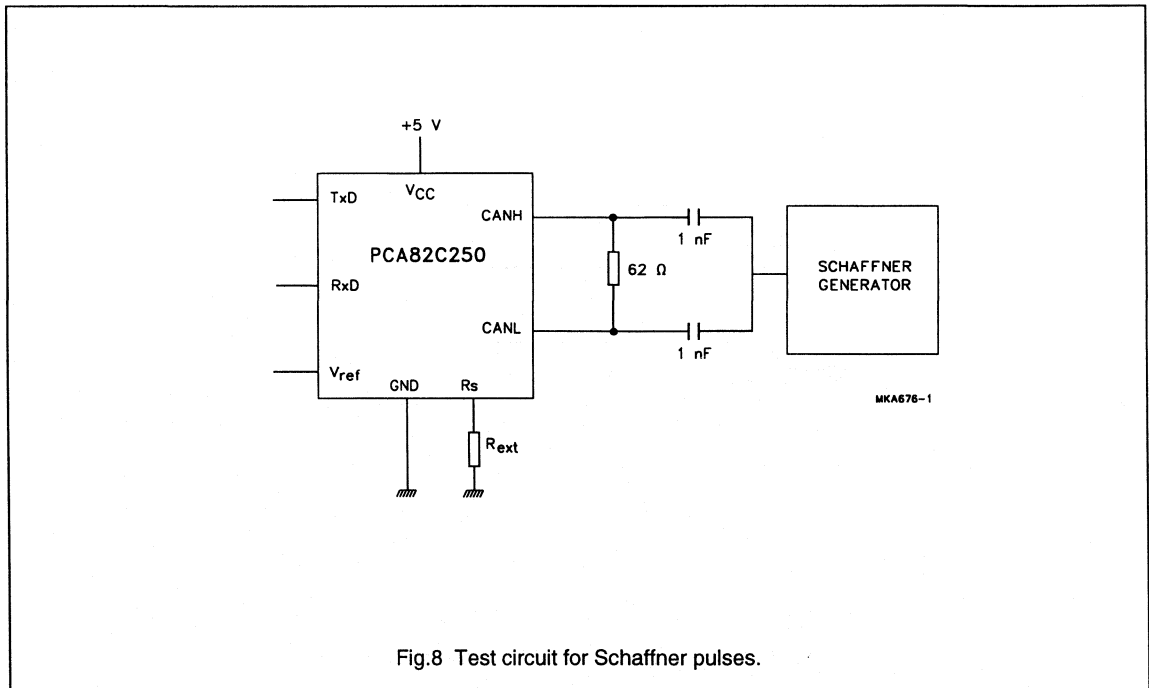 +5 V
TxD
VCC
CANH
1 nF
PCA82C250
62 Ω
SCHAFFNER
GENERATOR
RxD
CANL
1 nF
Vref
GND
Rs
MKA676-1
Rext
Fig.8 Test circuit for Schaffner pulses.